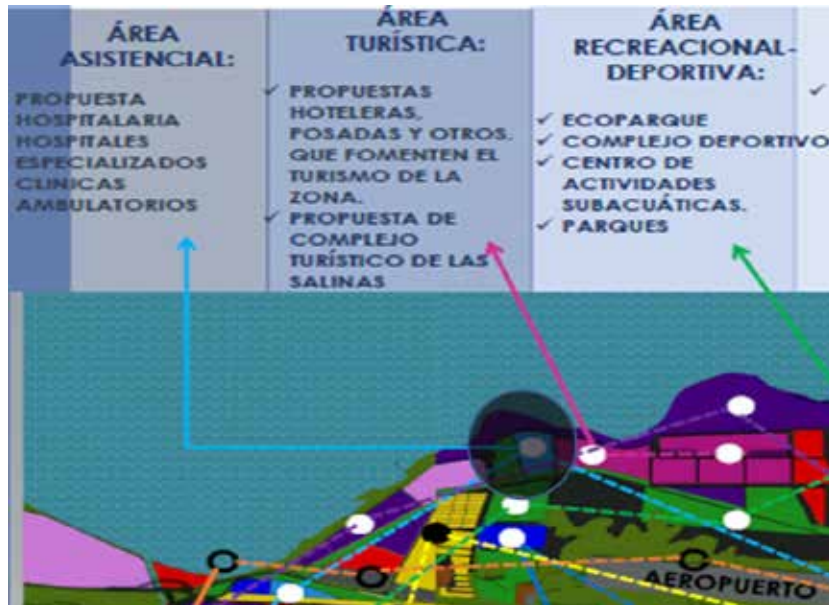 ÁREA
ASISTENCIAL:
PROPUESTA
HOSPITALARIA
HOSPITALES
ESPECIALIZADOS
CLINICAS
AMBULATORIOS
ÁREA
TURÍSTICA:
✓ PROPUESTAS
HOTELERAS,
POSADAS Y OTROS.
QUE FOMENTEN EL
TURISMO DE LA
ZONA.
✓ PROPUESTA DE
COMPLEJO
TURÍSTICO DE LAS
SALINAS
ÁREA
RECREACIONAL-
DEPORTIVA:
✓ ECOPARQUE
✓ COMPLEJO DEPORTIVO
✓ CENTRO DE
ACTIVIDADES
SUBACUÁTICAS.
✓ PARQUES
✓
AEROPUERTO